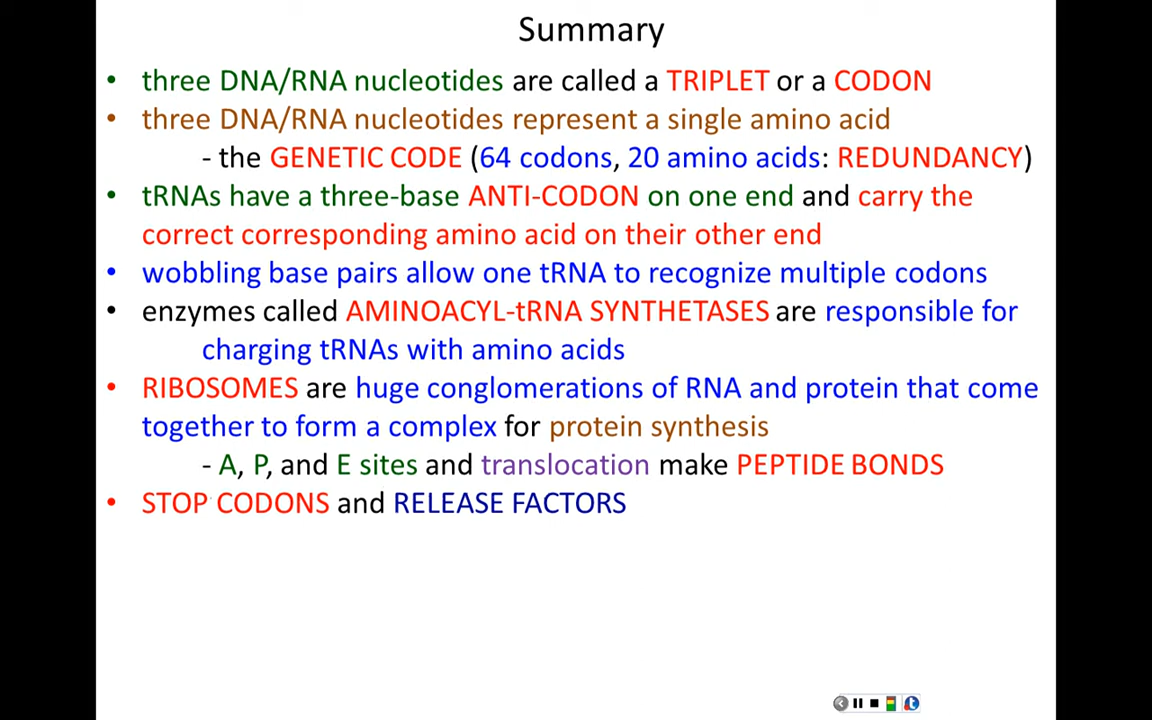 Summary
• three DNA/RNA nucleotides are called a TRIPLET or a CODON
• three DNA/RNA nucleotides represent a single amino acid
- the GENETIC CODE (64 codons, 20 amino acids: REDUNDANCY)
• tRNAs have a three-base ANTI-CODON on one end and carry the
correct corresponding amino acid on their other end
• wobbling base pairs allow one tRNA to recognize multiple codons
• enzymes called AMINOACYL-tRNA SYNTHETASES are responsible for
charging tRNAs with amino acids
• RIBOSOMES are huge conglomerations of RNA and protein that come
together to form a complex for protein synthesis
- A, P, and E sites and translocation make PEPTIDE BONDS
• STOP CODONS and RELEASE FACTORS